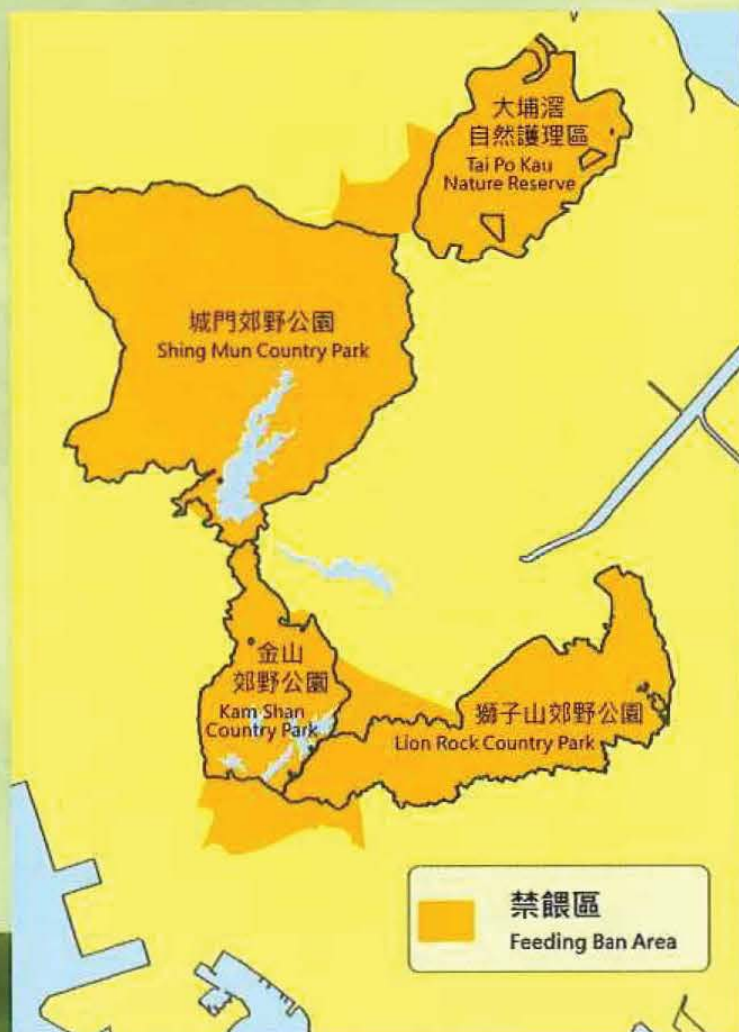 大埔滘
自然護理區
Tai Po Kau
Nature Reserve
城門郊野公園
Shing Mun Country Park
金山
郊野公園
Kam Shan
Country Park
獅子山郊野公園
Lion Rock Country Park
禁餵區
Feeding Ban Area